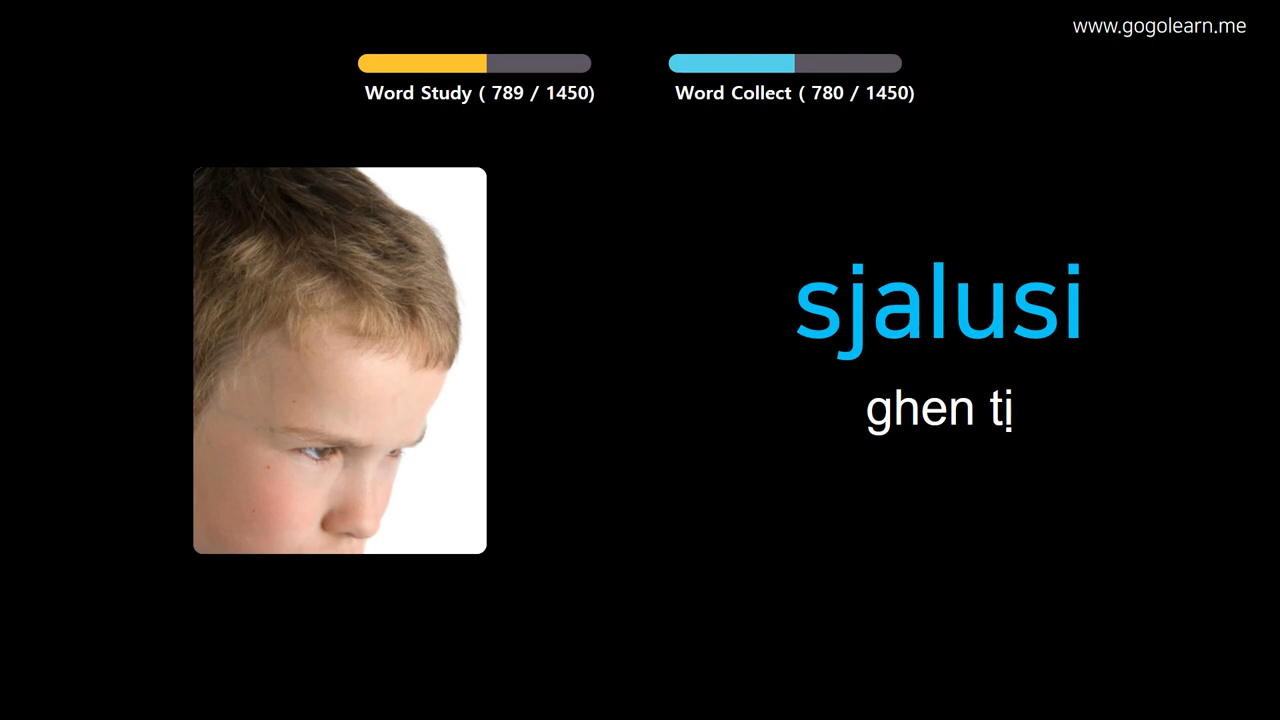 www.gogolearn.me
Word Study ( 789 / 1450)
Word Collect ( 780 / 1450)
sjalusi
ghen tị